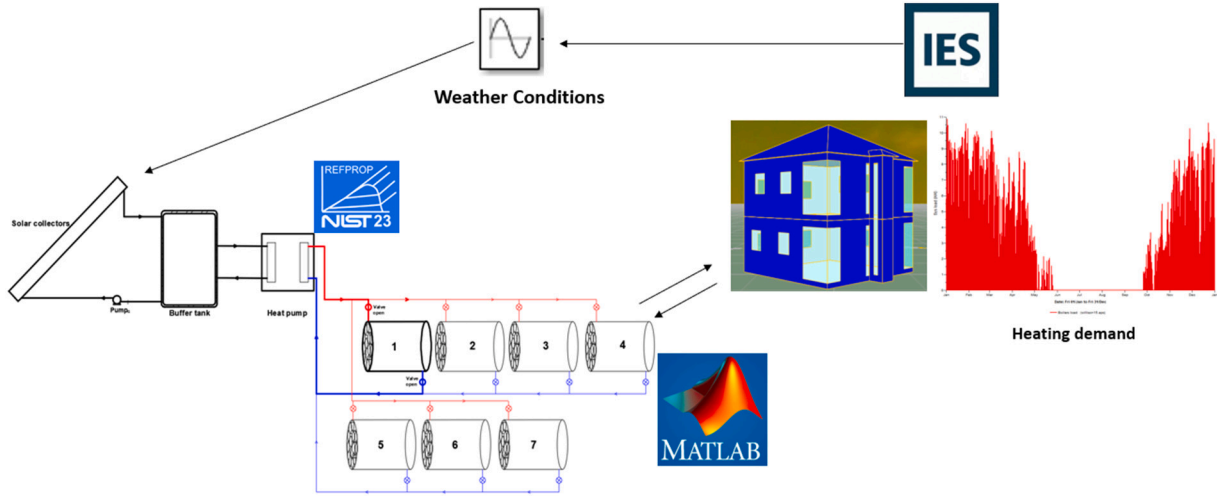 IES
Weather Conditions
REFPROP
NIST 23
Solar collectors
Pump,
Buffer tank
Heat pump
Valve
open
1
2
3
4
Valve
open
5
6
7
MATLAB
Heating demand